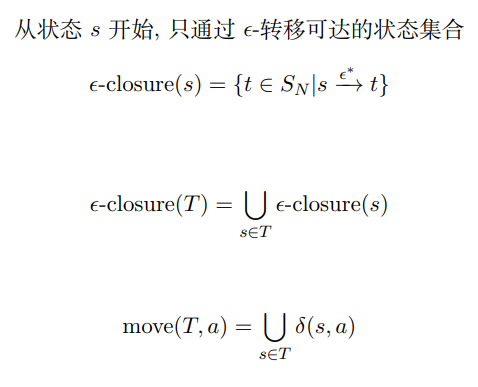 从状态 s 开始, 只通过 ϵ-转移可达的状态集合
ϵ-closure(s) = {t ∈ S_N|s —ϵ*→ t}
ϵ-closure(T) = ⋃_{s∈T} ϵ-closure(s)
move(T, a) = ⋃_{s∈T} δ(s, a)